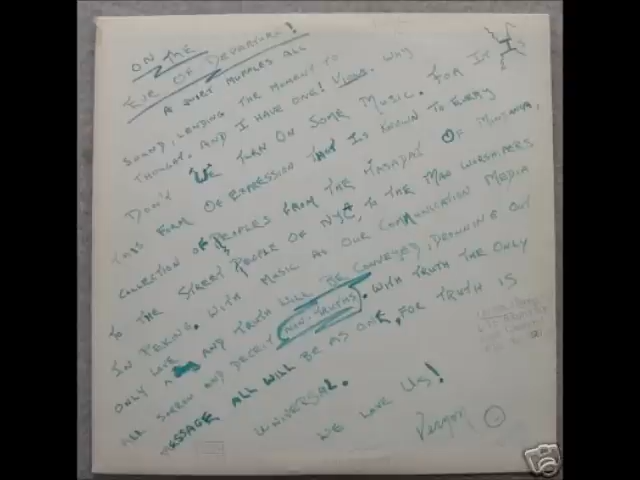 ON THE
EVE OF DEPARTURE!
A QUIET MUFFLES ALL
SOUND, LENDING THE MOMENT TO
THOUGHT. AND I HAVE ONE! WHY
DON'T WE TURN ON SOME MUSIC. FOR IT
THIS FORM OF EXPRESSION THAT IS KNOWN TO EVERY
COLLECTION OF PEOPLES FROM THE TASADAI OF MINDANAO,
TO THE STREET PEOPLE OF NYC, TO THE MAO WORSHIPERS
IN PEKING. WITH MUSIC AS OUR COMMUNICATION MEDIA
ONLY LOVE AND TRUTH WILL BE CONVEYED, DROWNING OUT
ALL SORROW AND DECEIT NON-TRUTHS. WITH TRUTH THE ONLY
MESSAGE ALL WILL BE AS ONE, FOR TRUTH IS
UNIVERSAL.
WE LOVE US!